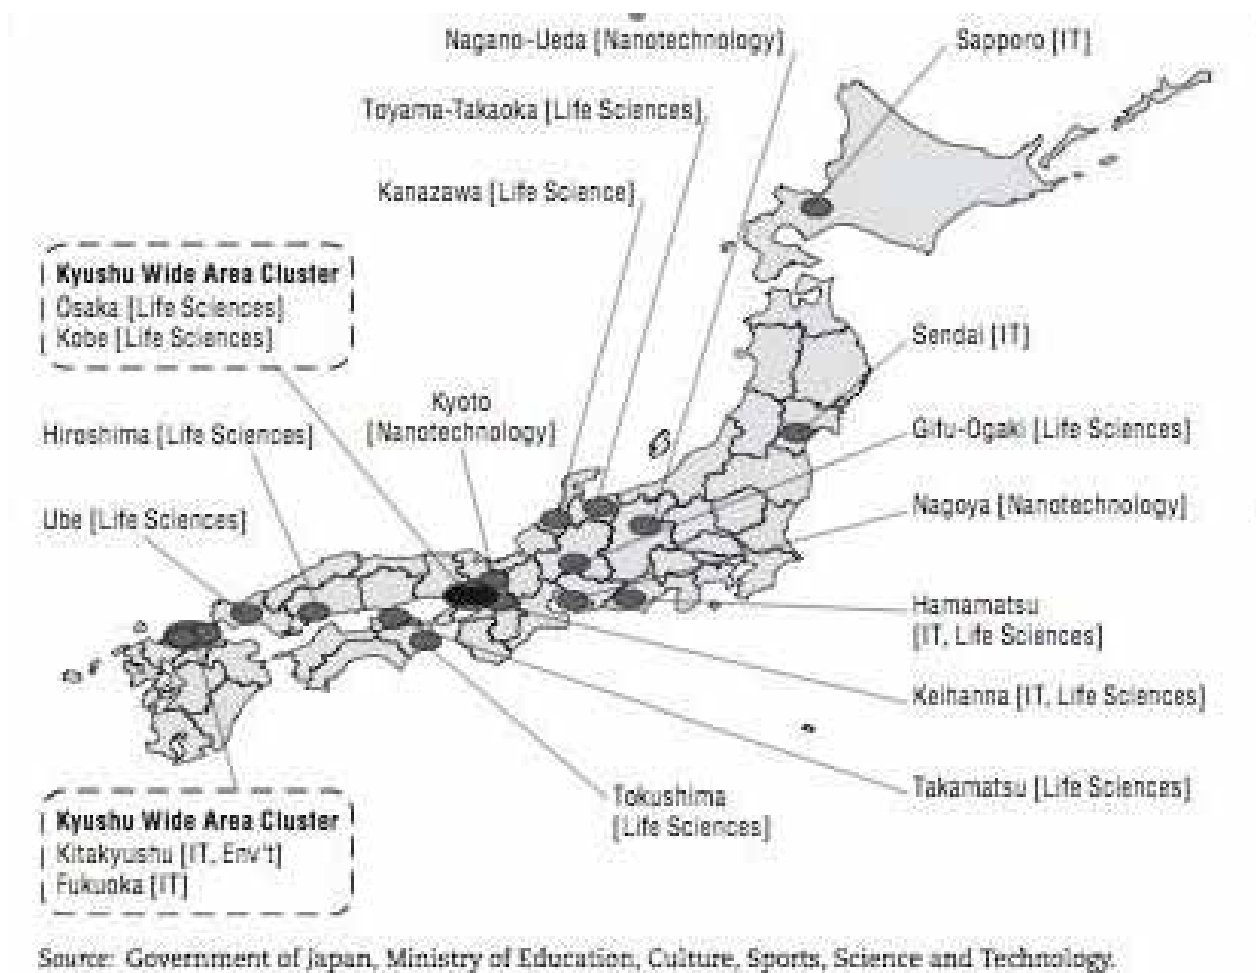 Nagano-Ueda [Nanotechnology]
Sapporo [IT]
Toyama-Takaoka [Life Sciences]
Kanazawa [Life Science]
Kyushu Wide Area Cluster
Osaka [Life Sciences]
Kobe [Life Sciences]
Sendai [IT]
Kyoto
[Nanotechnology]
Hiroshima [Life Sciences]
Gifu-Ogaki [Life Sciences]
Ube [Life Sciences]
Nagoya [Nanotechnology]
Hamamatsu
[IT, Life Sciences]
Keihanna [IT, Life Sciences]
Takamatsu [Life Sciences]
Tokushima
[Life Sciences]
Kyushu Wide Area Cluster
Kitakyushu [IT, Env't]
Fukuoka [IT]
Source: Government of Japan, Ministry of Education, Culture, Sports, Science and Technology.